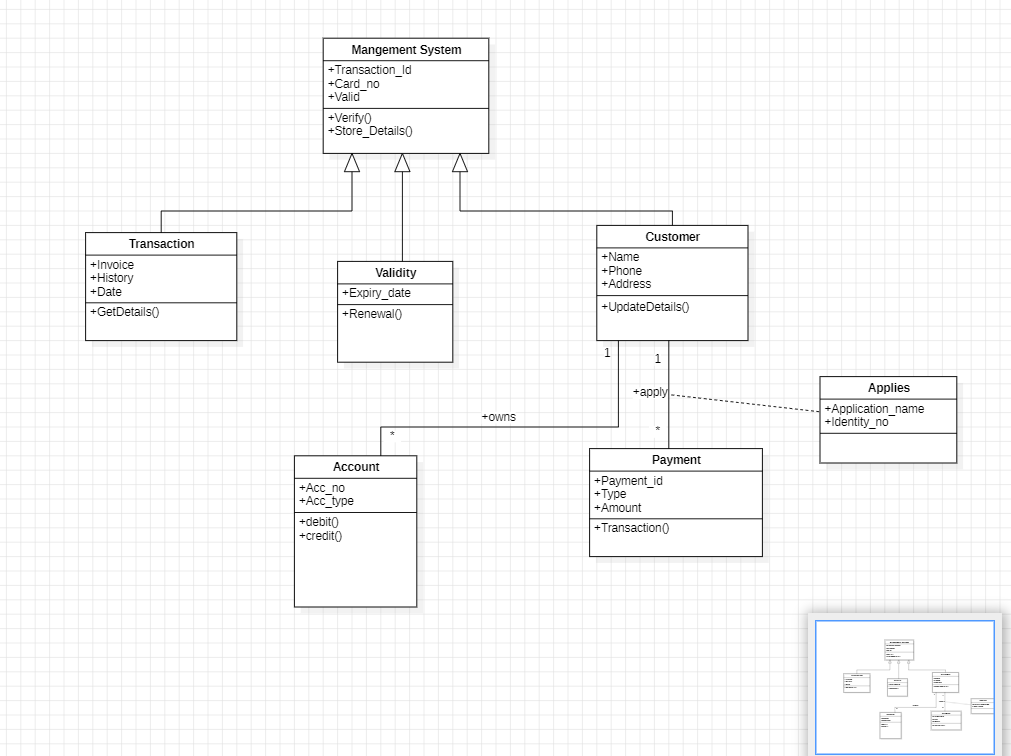 Mangement System
+Transaction_Id
+Card_no
+Valid
+Verify()
+Store_Details()
Transaction
+Invoice
+History
+Date
+GetDetails()
Validity
+Expiry_date
+Renewal()
Customer
+Name
+Phone
+Address
+UpdateDetails()
1
1
+apply
+owns
*
*
Applies
+Application_name
+Identity_no
Account
+Acc_no
+Acc_type
+debit()
+credit()
Payment
+Payment_id
+Type
+Amount
+Transaction()